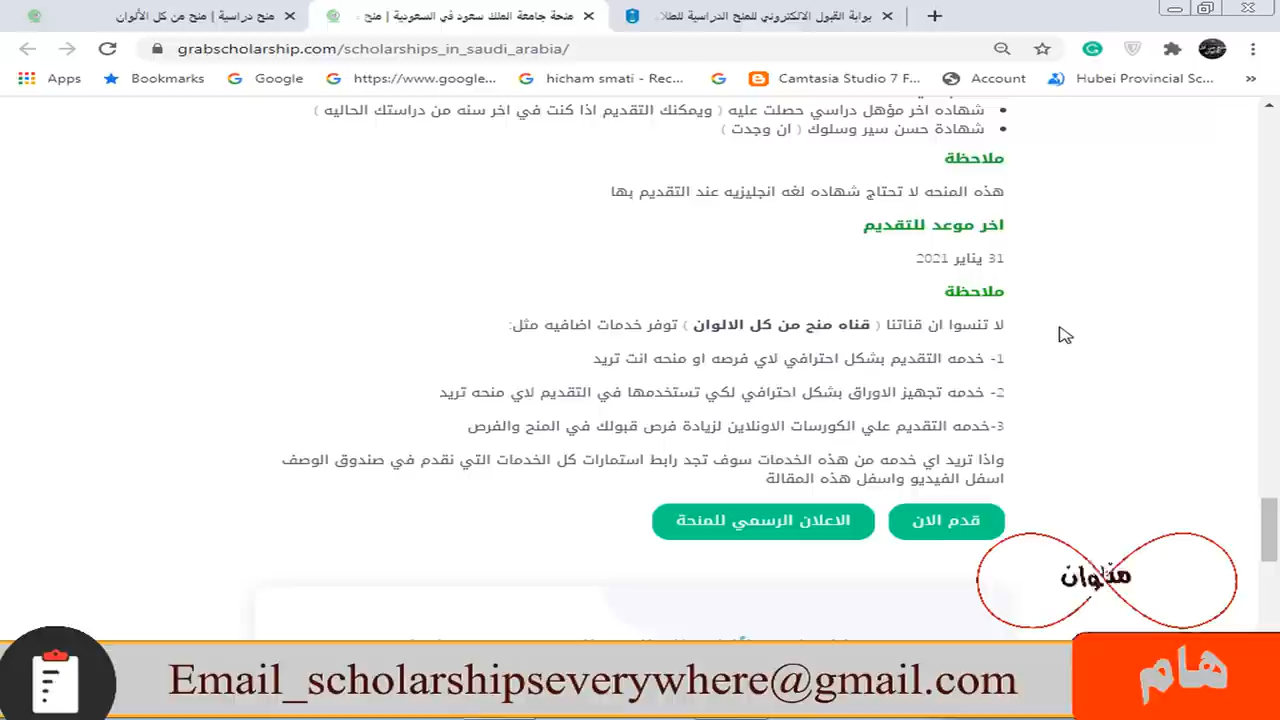 منح دراسية | منح من كل الألوان
منحة جامعة الملك سعود في السعودية | منح
بوابة القبول الالكتروني للمنح الدراسية للطلا
grabscholarship.com/scholarships_in_saudi_arabia/
Apps Bookmarks Google https://www.google... hicham smati - Rec... Camtasia Studio 7 F... Account Hubei Provincial Sc... »
شهاده اخر مؤهل دراسي حصلت عليه ( ويمكنك التقديم اذا كنت في اخر سنه من دراستك الحاليه )
شهادة حسن سير وسلوك ( ان وجدت )
ملاحظة
هذه المنحه لا تحتاج شهاده لغه انجليزيه عند التقديم بها
اخر موعد للتقديم
31 يناير 2021
ملاحظة
لا تنسوا ان قناتنا ( قناه منح من كل الالوان ) توفر خدمات اضافيه مثل:
1- خدمه التقديم بشكل احترافي لاي فرصه او منحه انت تريد
2- خدمه تجهيز الاوراق بشكل احترافي لكي تستخدمها في التقديم لاي منحه تريد
3-خدمه التقديم علي الكورسات الاونلاين لزيادة فرص قبولك في المنح والفرص
واذا تريد اي خدمه من هذه الخدمات سوف تجد رابط استمارات كل الخدمات التي نقدم في صندوق الوصف
اسفل الفيديو واسفل هذه المقالة
قدم الان الاعلان الرسمي للمنحة
Email_scholarshipseverywhere@gmail.com
هام